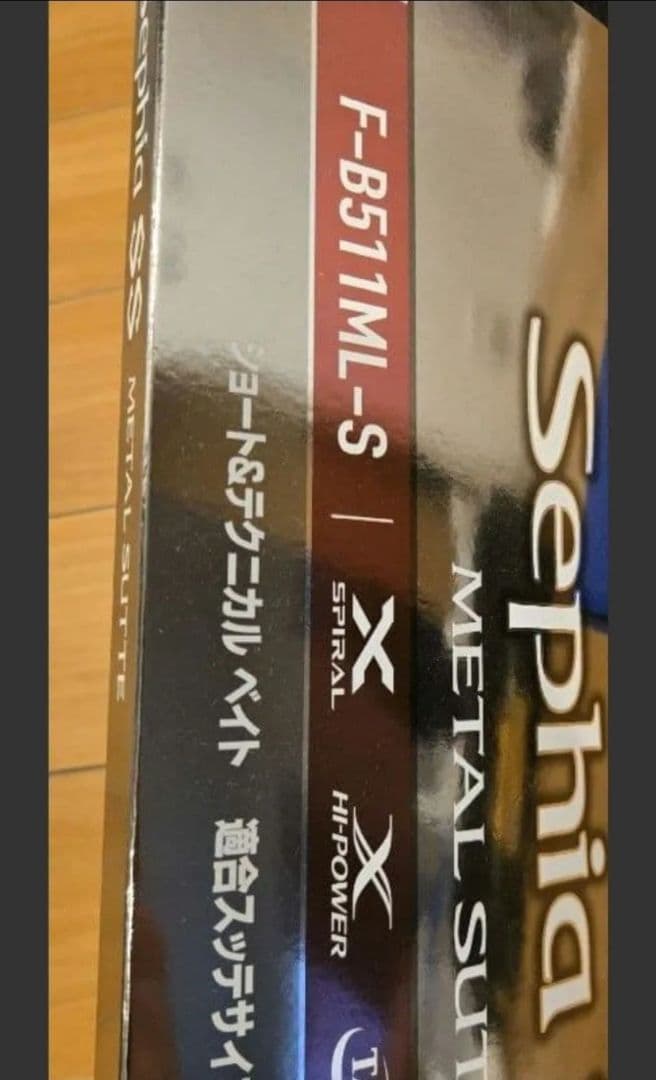 Sephia
METAL SUT
F-B511ML-S | X SPIRAL X HI-POWER
ショート&テクニカル ベイト 適合スッテサイ
Sephia SS METAL SUTTE